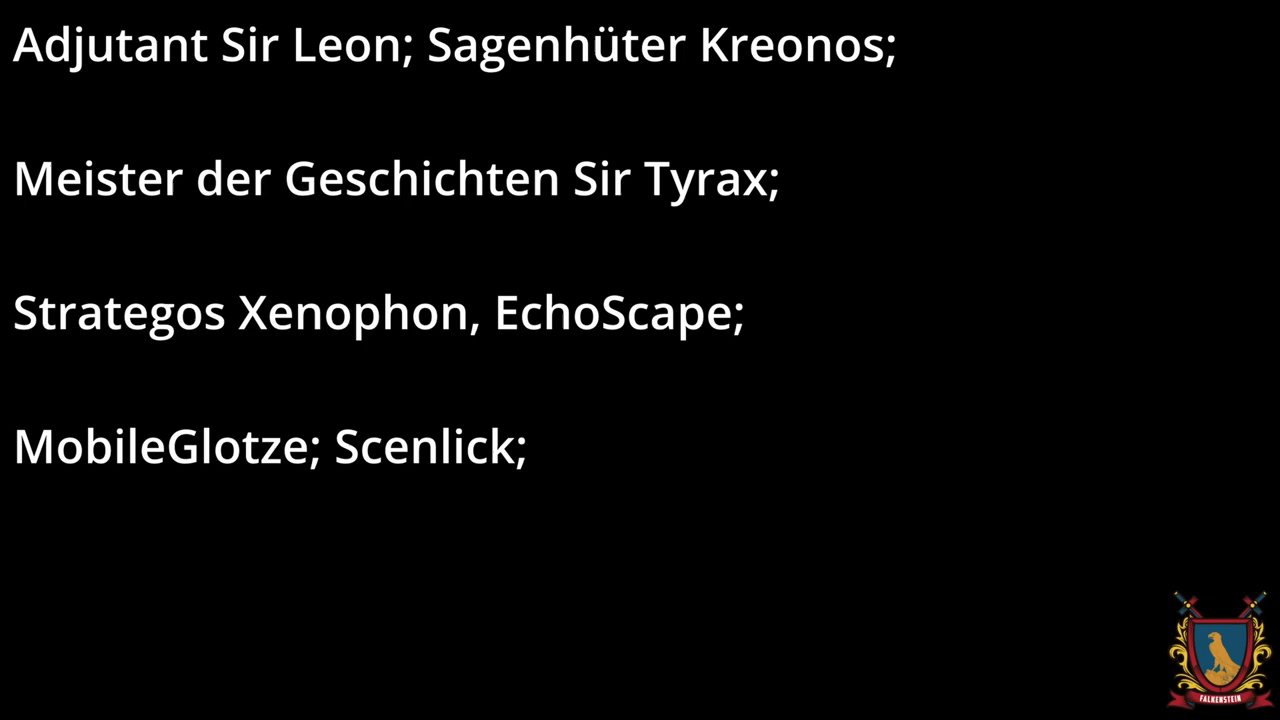 Adjutant Sir Leon; Sagenhüter Kreonos;
Meister der Geschichten Sir Tyrax;
Strategos Xenophon, EchoScape;
MobileGlotze; Scenlick;
FALKENSTEIN